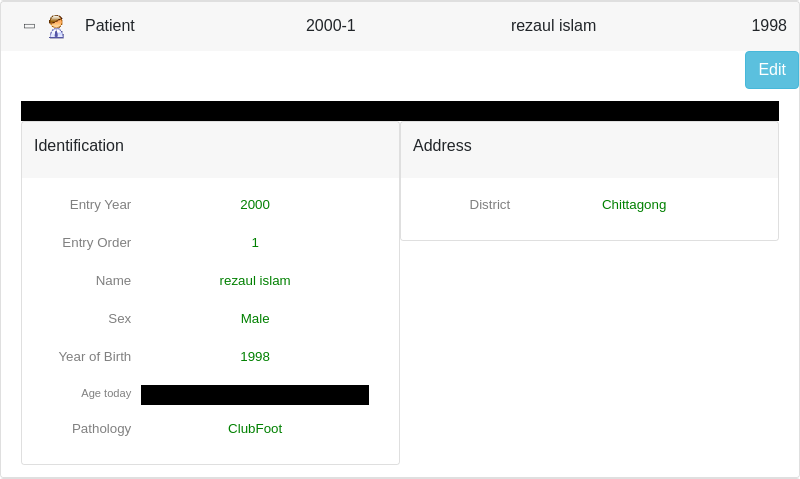 Patient 2000-1 rezaul islam 1998
Edit
Identification
Entry Year 2000
Entry Order 1
Name rezaul islam
Sex Male
Year of Birth 1998
Age today
Pathology ClubFoot
Address
District Chittagong